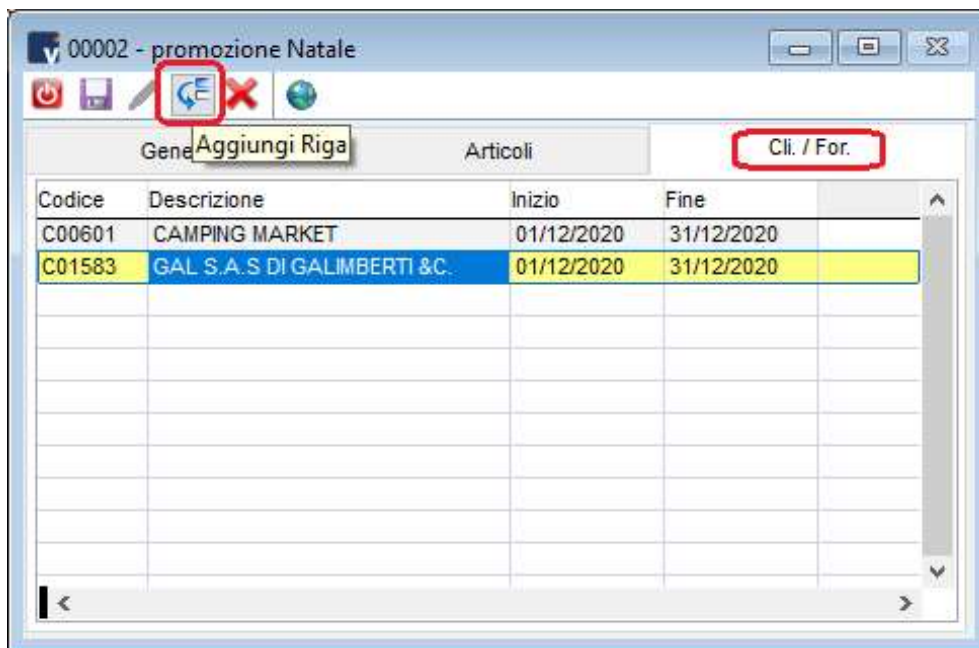 00002 - promozione Natale
Aggiungi Riga
Gene Articoli Cli. / For.
Codice Descrizione Inizio Fine
C00601 CAMPING MARKET 01/12/2020 31/12/2020
C01583 GAL S.A.S DI GALIMBERTI &C. 01/12/2020 31/12/2020